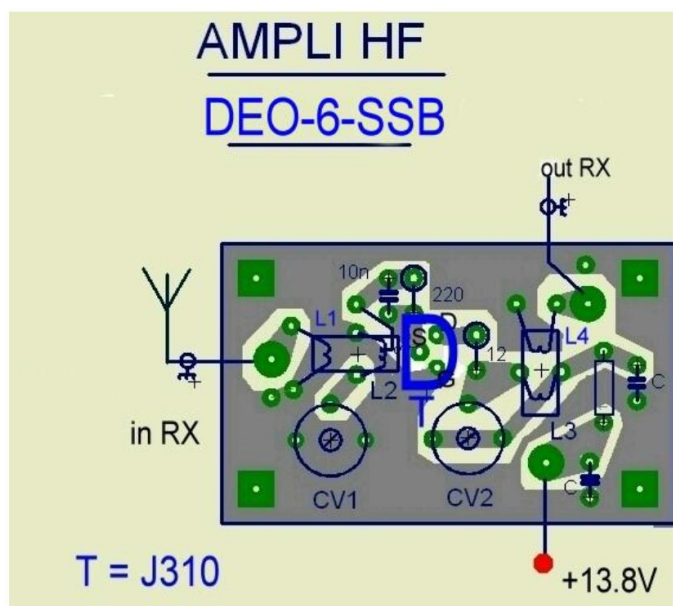 AMPLI HF
DEO-6-SSB
out RX
10n
220
L1
S
D
L4
12
C
L2
G
T
L3
in RX
C
CV1
CV2
T = J310
+13.8V